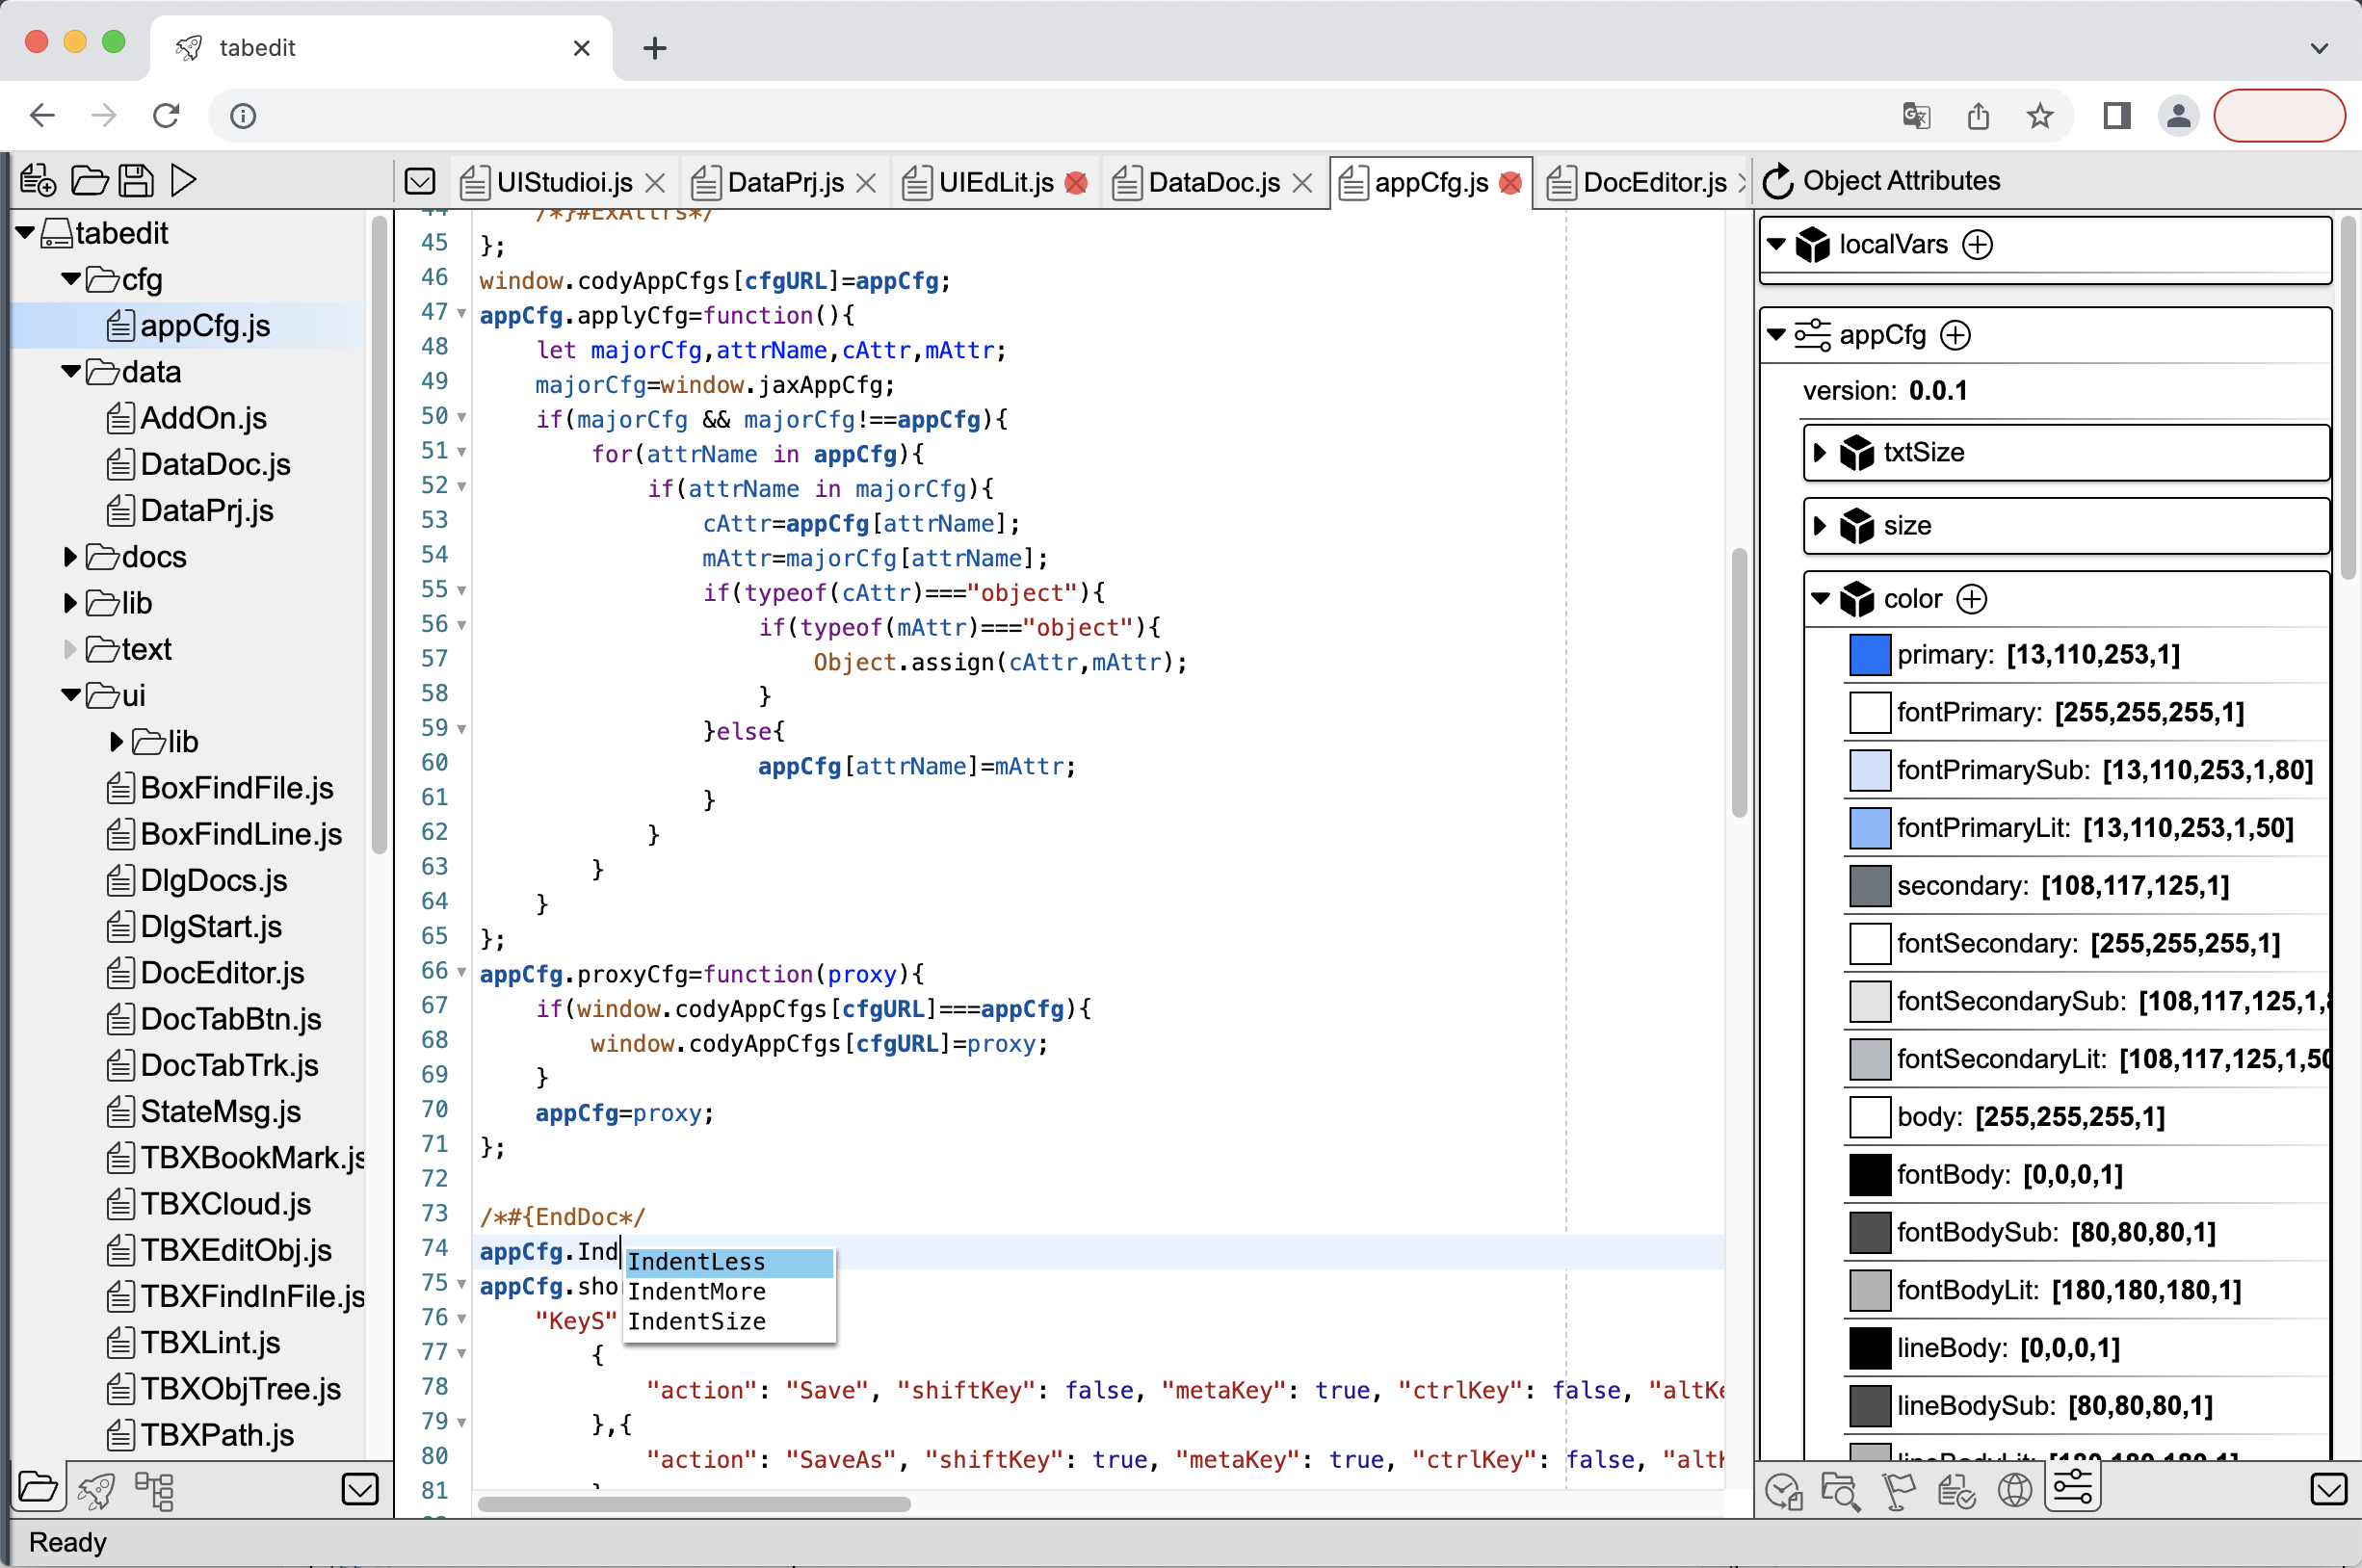 tabedit
UIStudioi.js
DataPrj.js
UIEdLit.js
DataDoc.js
appCfg.js
DocEditor.js
Object Attributes
tabedit
cfg
appCfg.js
data
AddOn.js
DataDoc.js
DataPrj.js
docs
lib
text
ui
lib
BoxFindFile.js
BoxFindLine.js
DlgDocs.js
DlgStart.js
DocEditor.js
DocTabBtn.js
DocTabTrk.js
StateMsg.js
TBXBookMark.js
TBXCloud.js
TBXEditObj.js
TBXFindInFile.js
TBXLint.js
TBXObjTree.js
TBXPath.js
44 /*}#ExAttrs*/
45 };
46 window.codyAppCfgs[cfgURL]=appCfg;
47 appCfg.applyCfg=function(){
48 let majorCfg,attrName,cAttr,mAttr;
49 majorCfg=window.jaxAppCfg;
50 if(majorCfg && majorCfg!==appCfg){
51 for(attrName in appCfg){
52 if(attrName in majorCfg){
53 cAttr=appCfg[attrName];
54 mAttr=majorCfg[attrName];
55 if(typeof(cAttr)==="object"){
56 if(typeof(mAttr)==="object"){
57 Object.assign(cAttr,mAttr);
58 }
59 }else{
60 appCfg[attrName]=mAttr;
61 }
62 }
63 }
64 }
65 };
66 appCfg.proxyCfg=function(proxy){
67 if(window.codyAppCfgs[cfgURL]===appCfg){
68 window.codyAppCfgs[cfgURL]=proxy;
69 }
70 appCfg=proxy;
71 };
72
73 /*#{EndDoc*/
74 appCfg.Ind
IndentLess
IndentMore
IndentSize
75 appCfg.sho
76 "KeyS"
77 {
78 "action": "Save", "shiftKey": false, "metaKey": true, "ctrlKey": false, "altKe
79 },{
80 "action": "SaveAs", "shiftKey": true, "metaKey": true, "ctrlKey": false, "altK
81
localVars
appCfg
version: 0.0.1
txtSize
size
color
primary: [13,110,253,1]
fontPrimary: [255,255,255,1]
fontPrimarySub: [13,110,253,1,80]
fontPrimaryLit: [13,110,253,1,50]
secondary: [108,117,125,1]
fontSecondary: [255,255,255,1]
fontSecondarySub: [108,117,125,1,8
fontSecondaryLit: [108,117,125,1,50
body: [255,255,255,1]
fontBody: [0,0,0,1]
fontBodySub: [80,80,80,1]
fontBodyLit: [180,180,180,1]
lineBody: [0,0,0,1]
lineBodySub: [80,80,80,1]
lineBodyLit: [180,180,180,1]
Ready